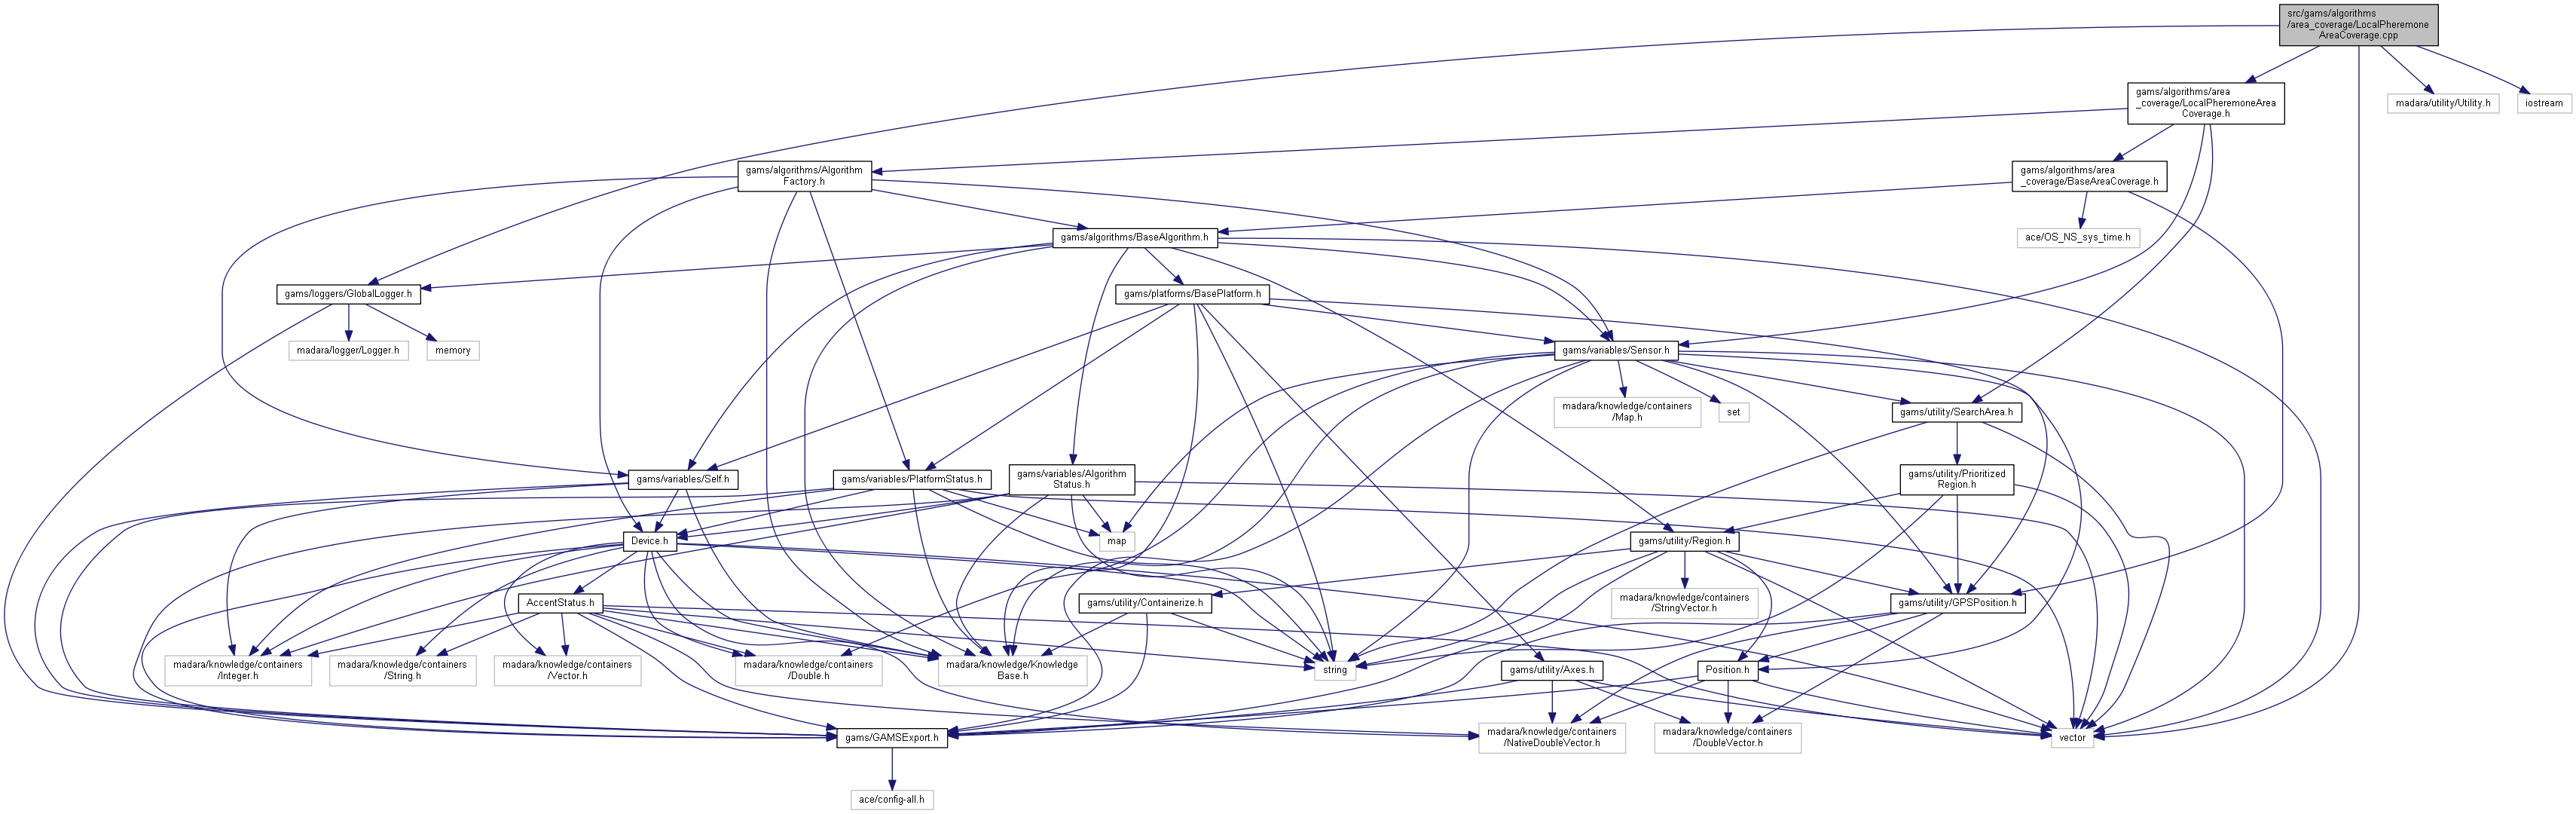 src/gams/algorithms
/area_coverage/LocalPheremone
AreaCoverage.cpp
gams/algorithms/area
_coverage/LocalPheremoneArea
Coverage.h
madara/utility/Utility.h
iostream
gams/algorithms/Algorithm
Factory.h
gams/algorithms/area
_coverage/BaseAreaCoverage.h
gams/algorithms/BaseAlgorithm.h
ace/OS_NS_sys_time.h
gams/loggers/GlobalLogger.h
gams/platforms/BasePlatform.h
madara/logger/Logger.h
memory
gams/variables/Sensor.h
madara/knowledge/containers
/Map.h
set
gams/utility/SearchArea.h
gams/variables/Self.h
gams/variables/PlatformStatus.h
gams/variables/Algorithm
Status.h
gams/utility/Prioritized
Region.h
Device.h
map
gams/utility/Region.h
AccentStatus.h
gams/utility/Containerize.h
madara/knowledge/containers
/StringVector.h
gams/utility/GPSPosition.h
madara/knowledge/containers
/Integer.h
madara/knowledge/containers
/String.h
madara/knowledge/containers
/Vector.h
madara/knowledge/containers
/Double.h
madara/knowledge/Knowledge
Base.h
string
gams/utility/Axes.h
Position.h
gams/GAMSExport.h
madara/knowledge/containers
/NativeDoubleVector.h
madara/knowledge/containers
/DoubleVector.h
vector
ace/config-all.h